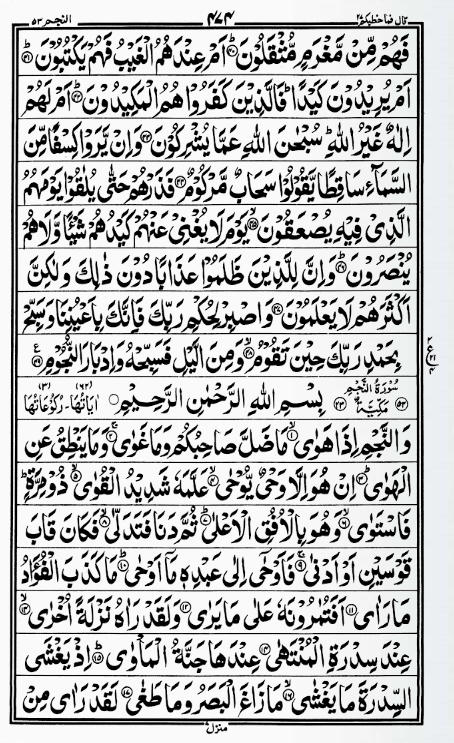 قال فما خطبكم ٢٧ ٤٧٤ النجم ٥٣
فَهُمْ مِّنْ مَّغْرَمٍ مُّثْقَلُوْنَ ﴿٤٠﴾ اَمْ عِنْدَهُمُ الْغَيْبُ فَهُمْ يَكْتُبُوْنَ ﴿٤١﴾
اَمْ يُرِيْدُوْنَ كَيْدًا ؕ فَالَّذِيْنَ كَفَرُوْا هُمُ الْمَكِيْدُوْنَ ﴿٤٢﴾ اَمْ لَهُمْ
اِلٰهٌ غَيْرُ اللّٰهِ ؕ سُبْحٰنَ اللّٰهِ عَمَّا يُشْرِكُوْنَ ﴿٤٣﴾ وَاِنْ يَّرَوْا كِسْفًا مِّنَ
السَّمَآءِ سَاقِطًا يَّقُوْلُوْا سَحَابٌ مَّرْكُوْمٌ ﴿٤٤﴾ فَذَرْهُمْ حَتّٰى يُلٰقُوْا يَوْمَهُمُ
الَّذِىْ فِيْهِ يُصْعَقُوْنَ ﴿٤٥﴾ يَوْمَ لَا يُغْنِىْ عَنْهُمْ كَيْدُهُمْ شَيْئًا وَّلَا هُمْ
يُنْصَرُوْنَ ﴿٤٦﴾ وَاِنَّ لِلَّذِيْنَ ظَلَمُوْا عَذَابًا دُوْنَ ذٰلِكَ وَلٰكِنَّ
اَكْثَرَهُمْ لَا يَعْلَمُوْنَ ﴿٤٧﴾ وَاصْبِرْ لِحُكْمِ رَبِّكَ فَاِنَّكَ بِاَعْيُنِنَا وَسَبِّحْ
بِحَمْدِ رَبِّكَ حِيْنَ تَقُوْمُ ﴿٤٨﴾ وَمِنَ الَّيْلِ فَسَبِّحْهُ وَاِدْبَارَ النُّجُوْمِ ﴿٤٩﴾
سُوْرَةُ النَّجْمِ مَكِّيَّةٌ ٥٣ ٢٣ بِسْمِ اللّٰهِ الرَّحْمٰنِ الرَّحِيْمِ ○ اٰيَاتُهَا (٦٢) رُكُوْعَاتُهَا (٣)
وَالنَّجْمِ اِذَا هَوٰى ﴿١﴾ مَا ضَلَّ صَاحِبُكُمْ وَمَا غَوٰى ﴿٢﴾ وَمَا يَنْطِقُ عَنِ
الْهَوٰى ﴿٣﴾ اِنْ هُوَ اِلَّا وَحْىٌ يُّوْحٰى ﴿٤﴾ عَلَّمَهٗ شَدِيْدُ الْقُوٰى ﴿٥﴾ ذُوْ مِرَّةٍ ؕ
فَاسْتَوٰى ﴿٦﴾ وَهُوَ بِالْاُفُقِ الْاَعْلٰى ﴿٧﴾ ثُمَّ دَنَا فَتَدَلّٰى ﴿٨﴾ فَكَانَ قَابَ
قَوْسَيْنِ اَوْ اَدْنٰى ﴿٩﴾ فَاَوْحٰٓى اِلٰى عَبْدِهٖ مَآ اَوْحٰى ﴿١٠﴾ مَا كَذَبَ الْفُؤَادُ
مَا رَاٰى ﴿١١﴾ اَفَتُمٰرُوْنَهٗ عَلٰى مَا يَرٰى ﴿١٢﴾ وَلَقَدْ رَاٰهُ نَزْلَةً اُخْرٰى ﴿١٣﴾
عِنْدَ سِدْرَةِ الْمُنْتَهٰى ﴿١٤﴾ عِنْدَهَا جَنَّةُ الْمَاْوٰى ﴿١٥﴾ اِذْ يَغْشَى
السِّدْرَةَ مَا يَغْشٰى ﴿١٦﴾ مَا زَاغَ الْبَصَرُ وَمَا طَغٰى ﴿١٧﴾ لَقَدْ رَاٰى مِنْ
منزل